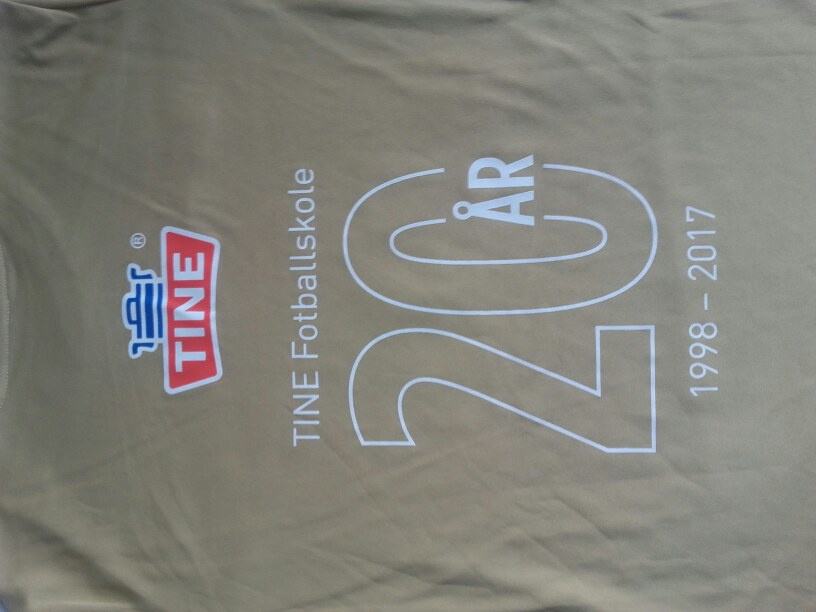 TINE ®
TINE Fotballskole
20 ÅR
1998 – 2017